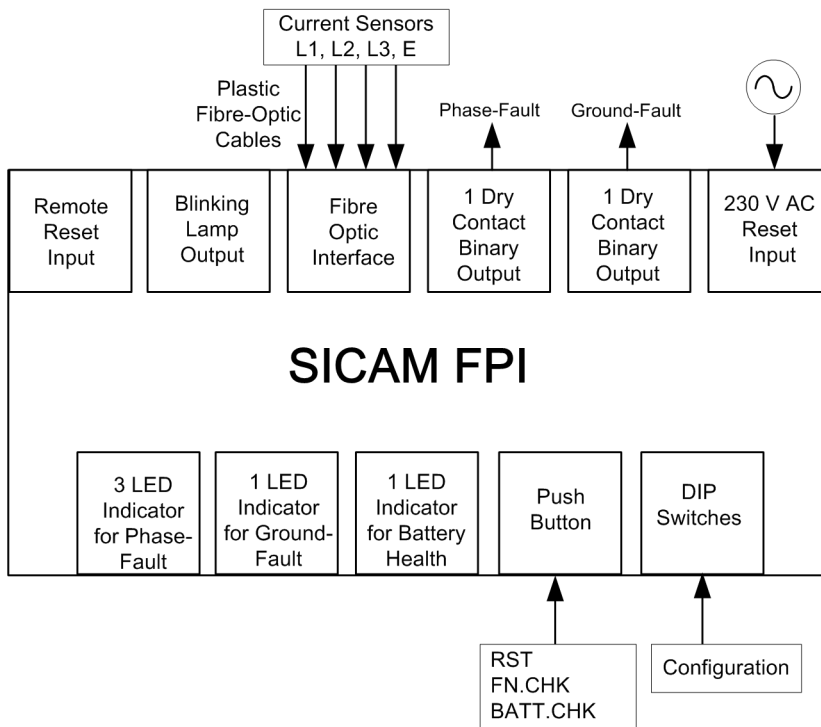 Current Sensors
L1, L2, L3, E
Plastic
Fibre-Optic
Cables
Phase-Fault
Ground-Fault
Remote
Reset
Input
Blinking
Lamp
Output
Fibre
Optic
Interface
1 Dry
Contact
Binary
Output
1 Dry
Contact
Binary
Output
230 V AC
Reset
Input
SICAM FPI
3 LED
Indicator
for Phase-
Fault
1 LED
Indicator
for Ground-
Fault
1 LED
Indicator
for Battery
Health
Push
Button
DIP
Switches
RST
FN.CHK
BATT.CHK
Configuration